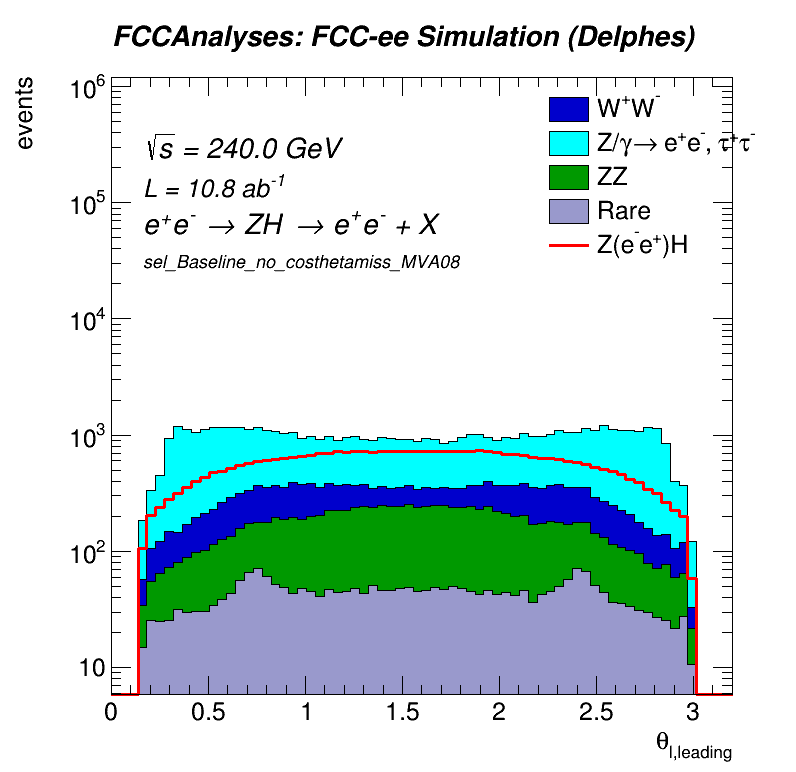 FCCAnalyses: FCC-ee Simulation (Delphes)
events
10⁶
10⁵
10⁴
10³
10²
10
√s = 240.0 GeV
L = 10.8 ab⁻¹
e⁺e⁻ → ZH → e⁺e⁻ + X
sel_Baseline_no_costhetamiss_MVA08
W⁺W⁻
Z/γ→ e⁺e⁻, τ⁺τ⁻
ZZ
Rare
Z(e⁻e⁺)H
0 0.5 1 1.5 2 2.5 3
θ_l,leading